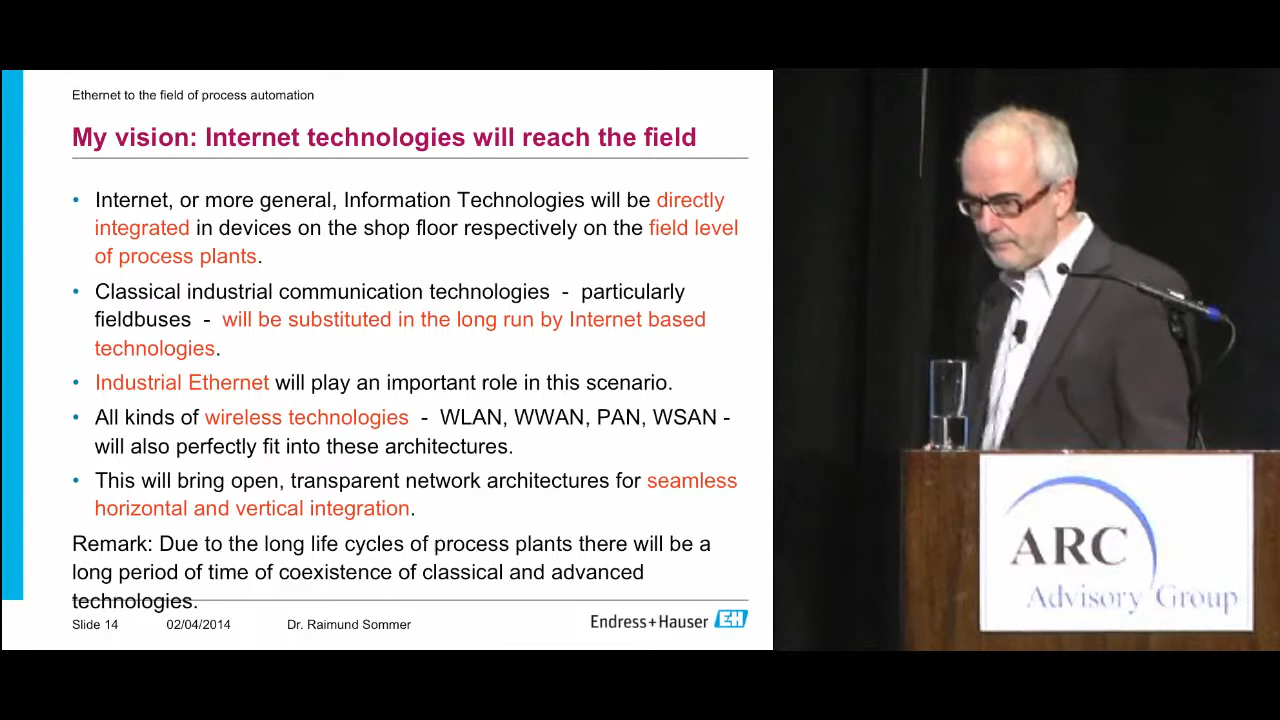 Ethernet to the field of process automation
My vision: Internet technologies will reach the field
• Internet, or more general, Information Technologies will be directly
integrated in devices on the shop floor respectively on the field level
of process plants.
• Classical industrial communication technologies - particularly
fieldbuses - will be substituted in the long run by Internet based
technologies.
• Industrial Ethernet will play an important role in this scenario.
• All kinds of wireless technologies - WLAN, WWAN, PAN, WSAN -
will also perfectly fit into these architectures.
• This will bring open, transparent network architectures for seamless
horizontal and vertical integration.
Remark: Due to the long life cycles of process plants there will be a
long period of time of coexistence of classical and advanced
technologies.
Slide 14 02/04/2014 Dr. Raimund Sommer Endress+Hauser EH
ARC
Advisory Group